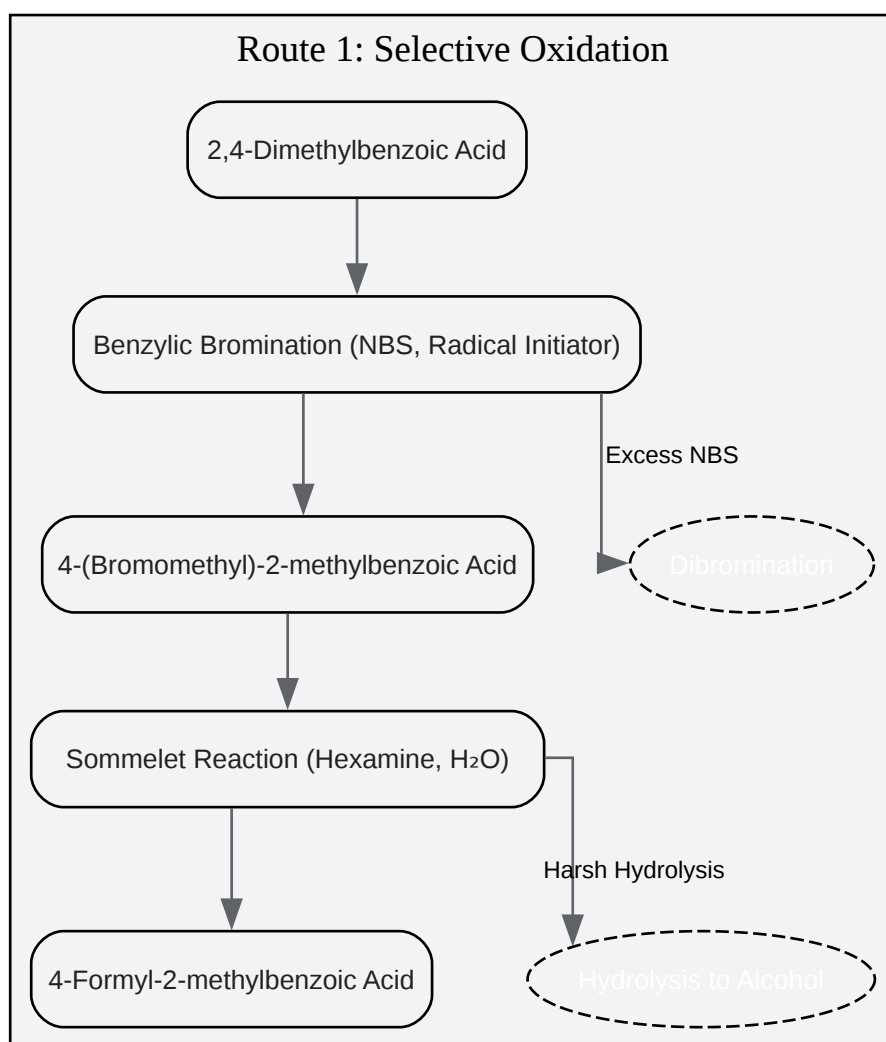 Route 1: Selective Oxidation
2,4-Dimethylbenzoic Acid
Benzylic Bromination (NBS, Radical Initiator)
Excess NBS
4-(Bromomethyl)-2-methylbenzoic Acid
Dibromination
Sommelet Reaction (Hexamine, H₂O)
Harsh Hydrolysis
4-Formyl-2-methylbenzoic Acid
Hydrolysis to Alcohol